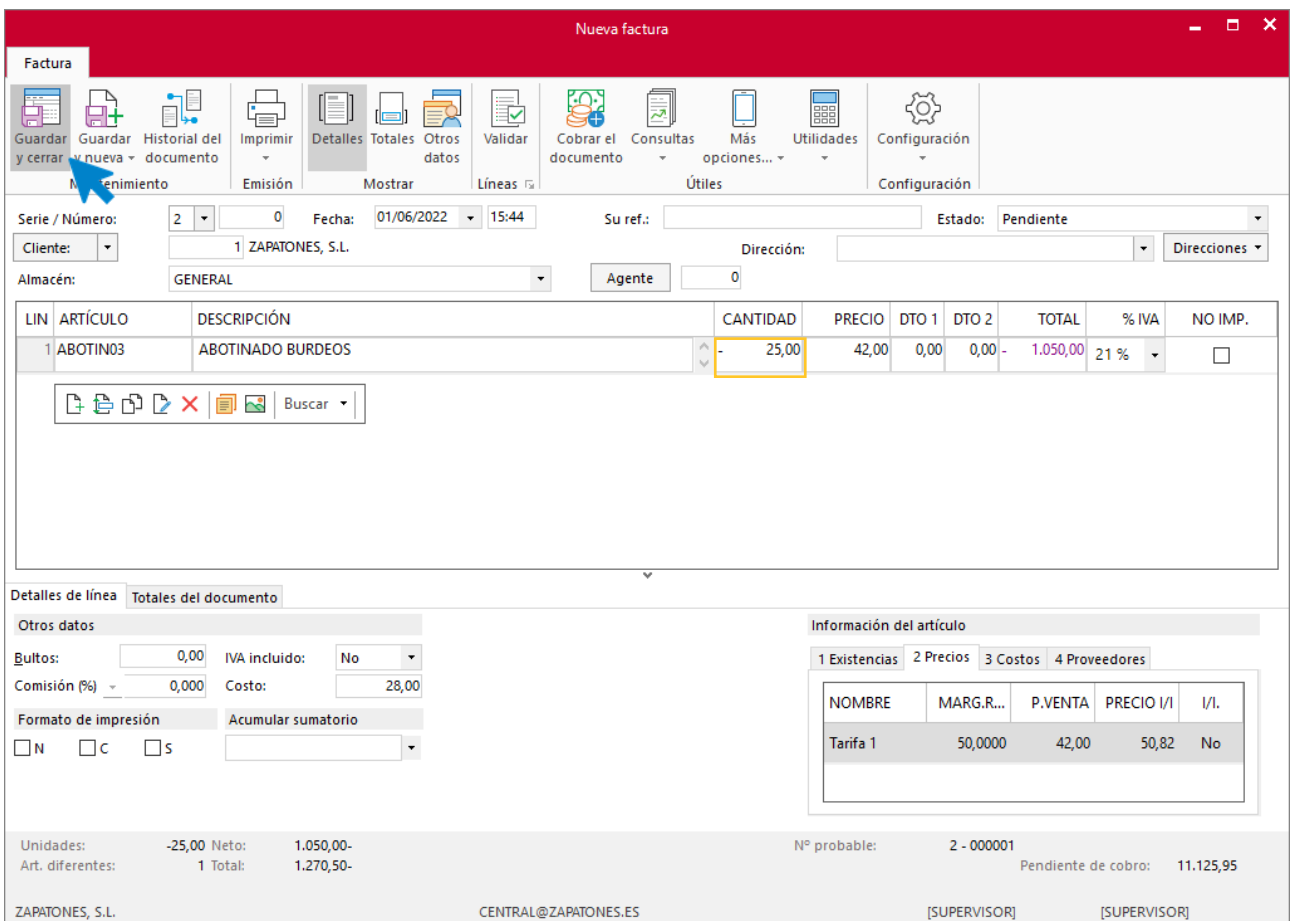 Nueva factura
Factura
Guardar y cerrar
Guardar y nueva
Historial del documento
Imprimir
Detalles
Totales
Otros datos
Validar
Cobrar el documento
Consultas
Más opciones...
Utilidades
Configuración
Mantenimiento
Emisión
Mostrar
Líneas
Útiles
Configuración
Serie / Número: 2 0 Fecha: 01/06/2022 15:44 Su ref.: Estado: Pendiente
Cliente: 1 ZAPATONES, S.L. Dirección: Direcciones
Almacén: GENERAL Agente 0
LIN ARTÍCULO DESCRIPCIÓN CANTIDAD PRECIO DTO 1 DTO 2 TOTAL % IVA NO IMP.
1 ABOTIN03 ABOTINADO BURDEOS - 25,00 42,00 0,00 0,00 - 1.050,00 21 %
Buscar
Detalles de línea Totales del documento
Otros datos
Bultos: 0,00 IVA incluido: No
Comisión (%) 0,000 Costo: 28,00
Formato de impresión Acumular sumatorio
N C S
Información del artículo
1 Existencias 2 Precios 3 Costos 4 Proveedores
NOMBRE MARG.R... P.VENTA PRECIO I/I I/I.
Tarifa 1 50,0000 42,00 50,82 No
Unidades: -25,00 Neto: 1.050,00- Nº probable: 2 - 000001
Art. diferentes: 1 Total: 1.270,50- Pendiente de cobro: 11.125,95
ZAPATONES, S.L. CENTRAL@ZAPATONES.ES [SUPERVISOR] [SUPERVISOR]